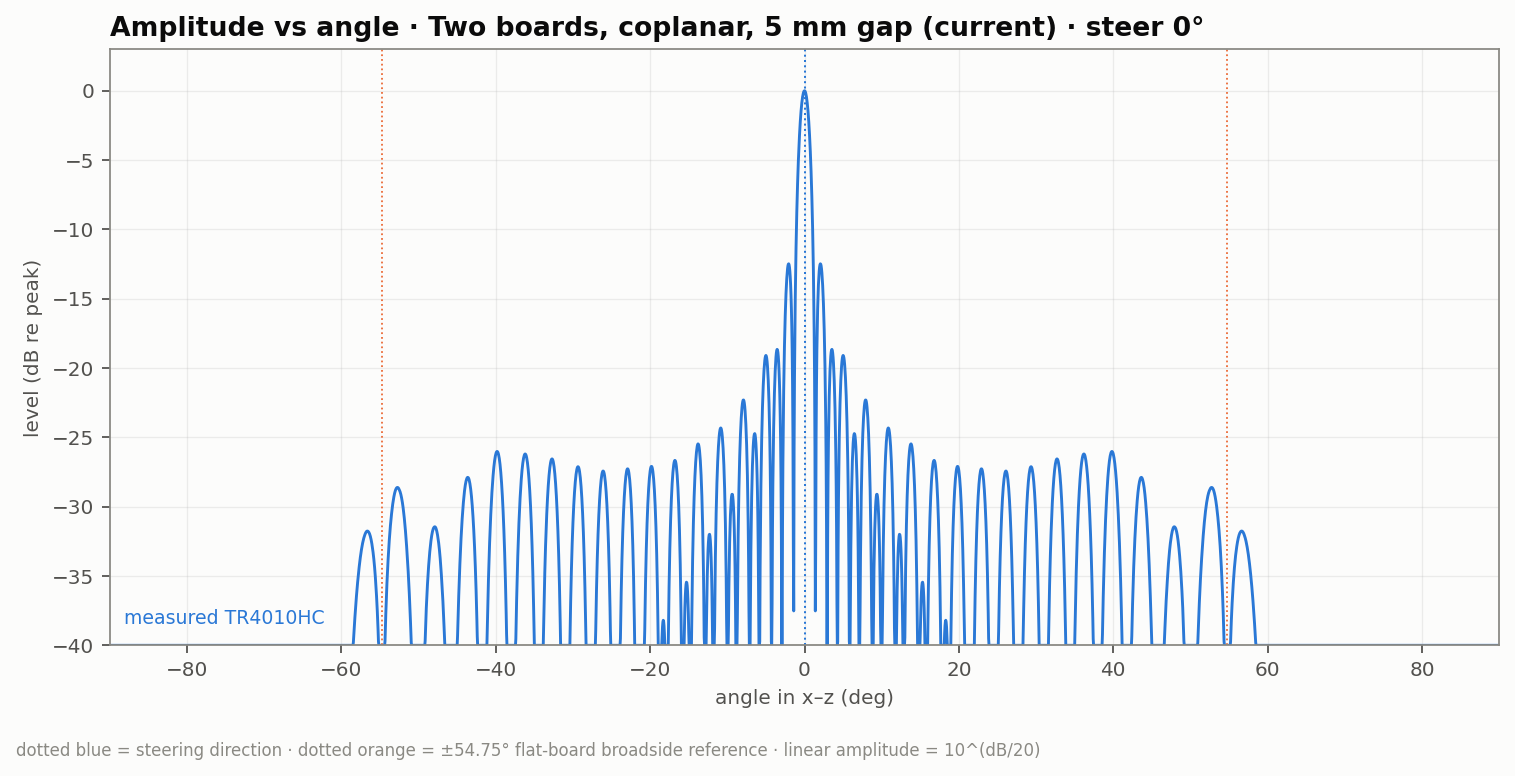 Amplitude vs angle · Two boards, coplanar, 5 mm gap (current) · steer 0°
0
−5
−10
−15
−20
−25
−30
−35
−40
level (dB re peak)
measured TR4010HC
−80 −60 −40 −20 0 20 40 60 80
angle in x–z (deg)
dotted blue = steering direction · dotted orange = ±54.75° flat-board broadside reference · linear amplitude = 10^(dB/20)